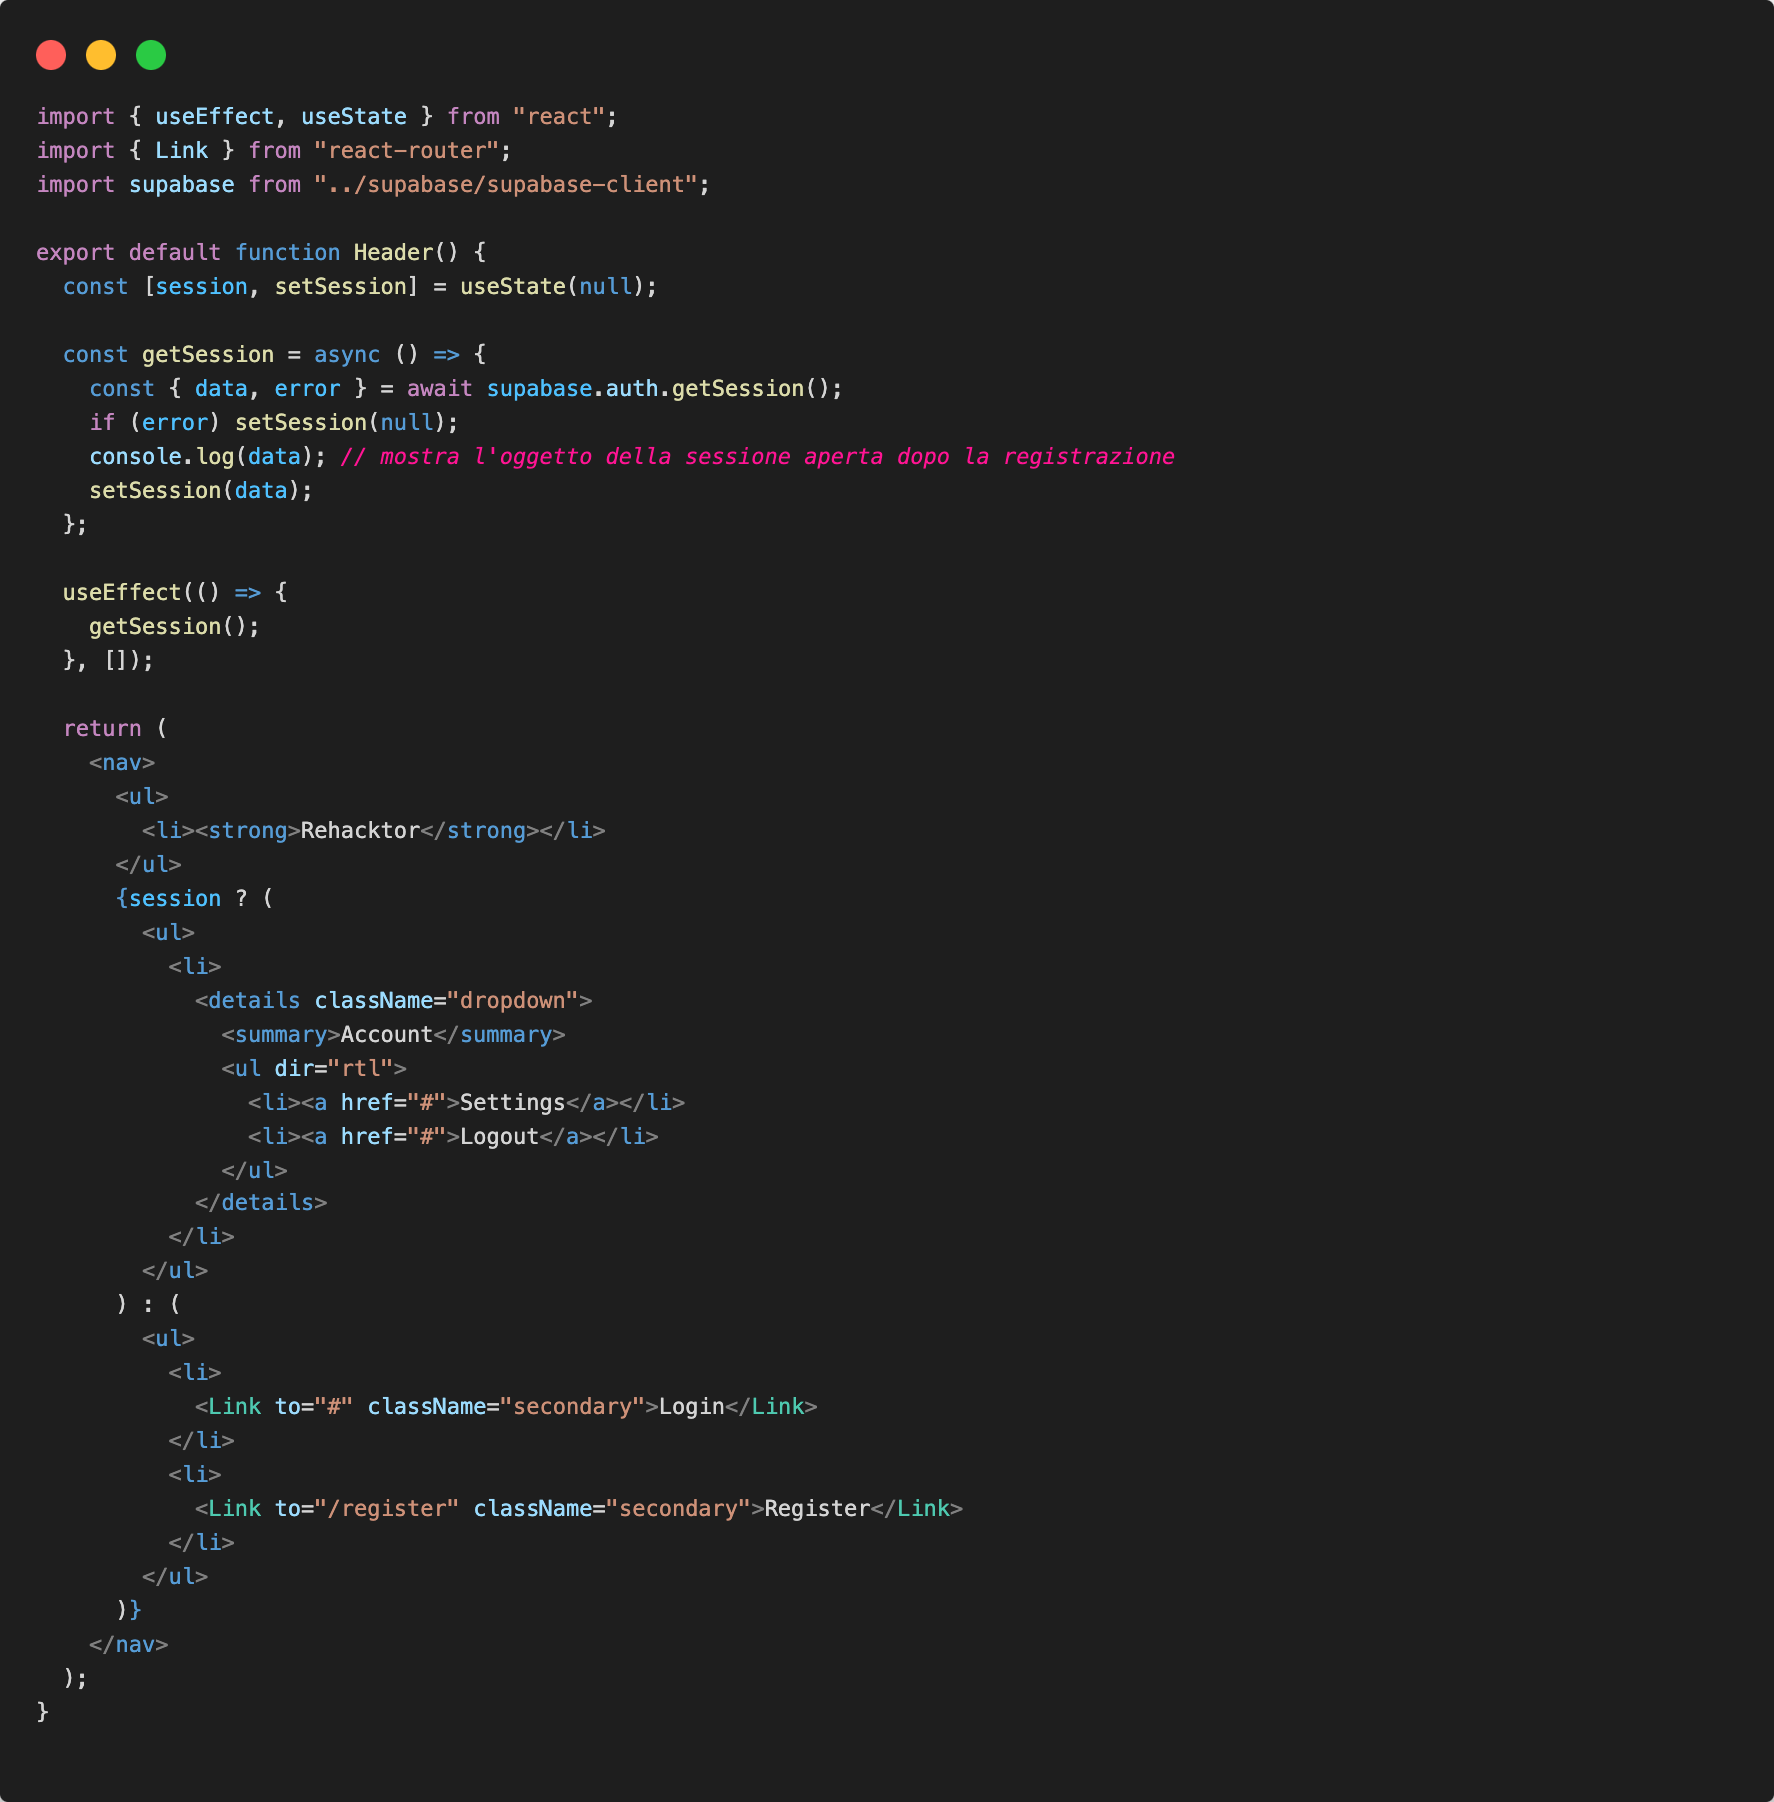 import { useEffect, useState } from "react";
import { Link } from "react-router";
import supabase from "../supabase/supabase-client";

export default function Header() {
  const [session, setSession] = useState(null);

  const getSession = async () => {
    const { data, error } = await supabase.auth.getSession();
    if (error) setSession(null);
    console.log(data); // mostra l'oggetto della sessione aperta dopo la registrazione
    setSession(data);
  };

  useEffect(() => {
    getSession();
  }, []);

  return (
    <nav>
      <ul>
        <li><strong>Rehacktor</strong></li>
      </ul>
      {session ? (
        <ul>
          <li>
            <details className="dropdown">
              <summary>Account</summary>
              <ul dir="rtl">
                <li><a href="#">Settings</a></li>
                <li><a href="#">Logout</a></li>
              </ul>
            </details>
          </li>
        </ul>
      ) : (
        <ul>
          <li>
            <Link to="#" className="secondary">Login</Link>
          </li>
          <li>
            <Link to="/register" className="secondary">Register</Link>
          </li>
        </ul>
      )}
    </nav>
  );
}